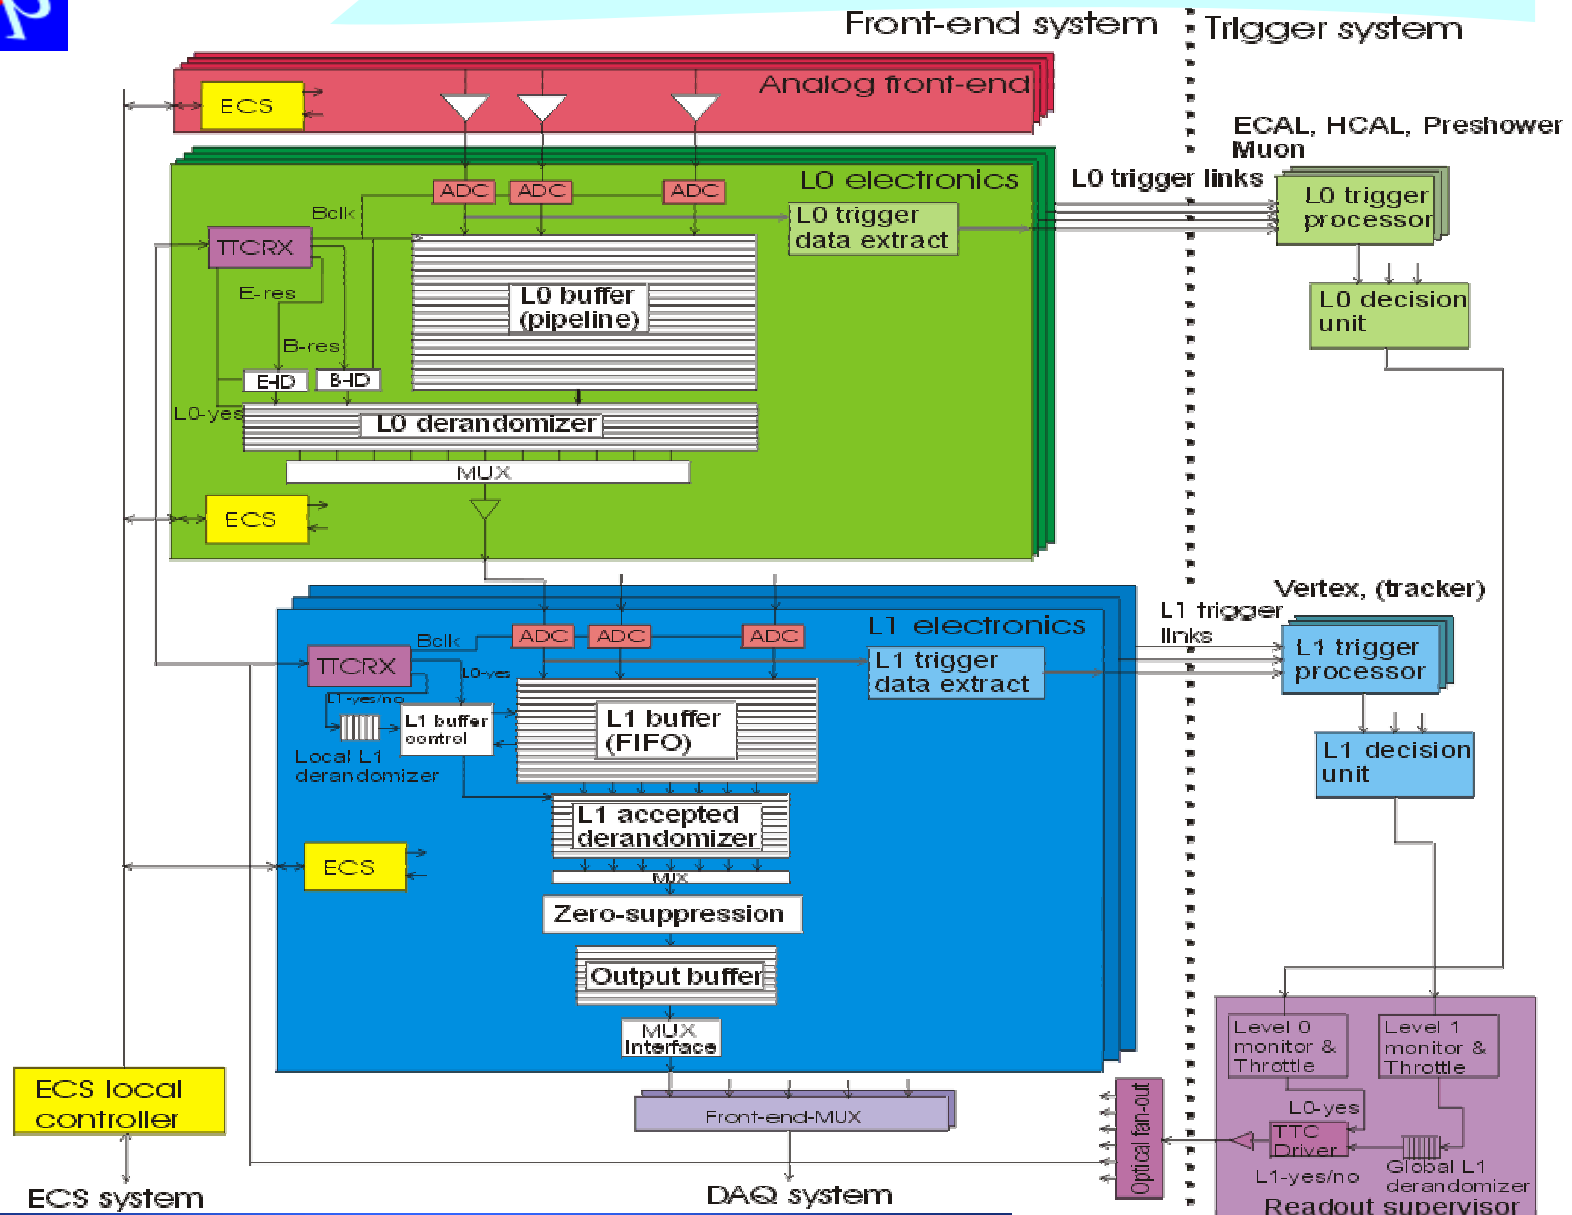 Front-end system
Trigger system
Analog front-end
ECS
ECAL, HCAL, Preshower
Muon
ADC
ADC
ADC
L0 electronics
L0 trigger links
L0 trigger
processor
Bclk
L0 trigger
data extract
TTCRX
E-res
L0 buffer
(pipeline)
L0 decision
unit
B-res
E-ID
B-ID
L0-yes
L0 derandomizer
MUX
ECS
Vertex, (tracker)
L1 trigger
links
ADC
ADC
ADC
L1 electronics
Bclk
TTCRX
L0-yes
L1 trigger
data extract
L1 trigger
processor
L1-yes/no
L1 buffer
control
L1 buffer
(FIFO)
Local L1
derandomizer
L1 decision
unit
L1 accepted
derandomizer
ECS
MUX
Zero-suppression
Output buffer
MUX
Interface
Level 0
monitor &
Throttle
Level 1
monitor &
Throttle
ECS local
controller
Front-end-MUX
Optical fan-out
L0-yes
TTC
Driver
L1-yes/no
Global L1
derandomizer
Readout supervisor
ECS system
DAQ system